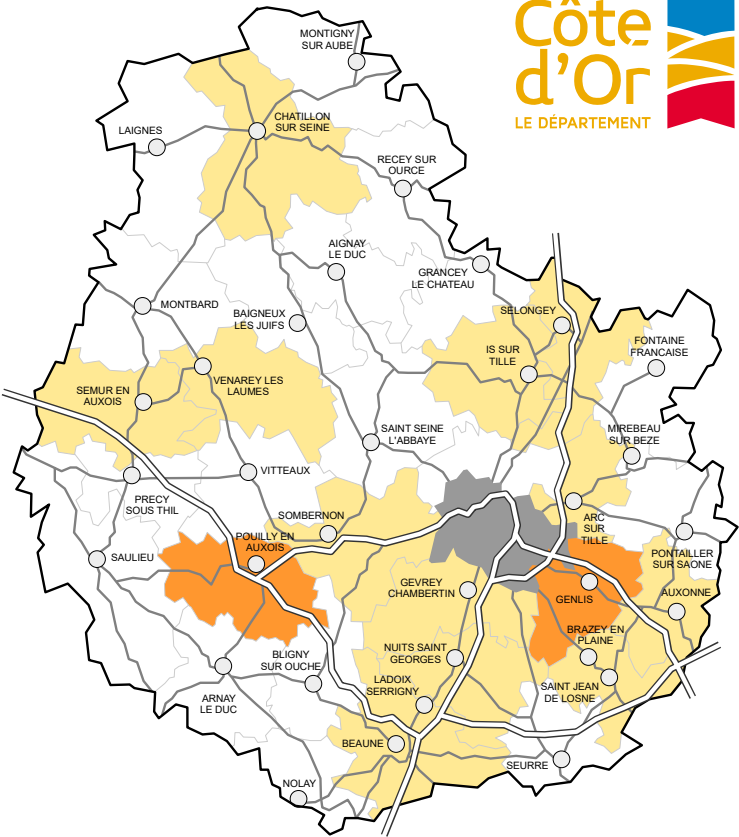 Côte
d'Or
LE DÉPARTEMENT
MONTIGNY
SUR AUBE
CHATILLON
SUR SEINE
LAIGNES
RECEY SUR
OURCE
AIGNAY
LE DUC
GRANCEY
LE CHATEAU
MONTBARD
BAIGNEUX
LES JUIFS
SELONGEY
IS SUR
TILLE
FONTAINE
FRANCAISE
VENAREY LES
LAUMES
SEMUR EN
AUXOIS
SAINT SEINE
L'ABBAYE
MIREBEAU
SUR BEZE
VITTEAUX
PRECY
SOUS THIL
SOMBERNON
ARC
SUR
TILLE
POUILLY EN
AUXOIS
SAULIEU
PONTAILLER
SUR SAONE
GEVREY
CHAMBERTIN
GENLIS
AUXONNE
BRAZEY EN
PLAINE
NUITS SAINT
GEORGES
BLIGNY
SUR OUCHE
LADOIX
SERRIGNY
SAINT JEAN
DE LOSNE
ARNAY
LE DUC
BEAUNE
SEURRE
NOLAY